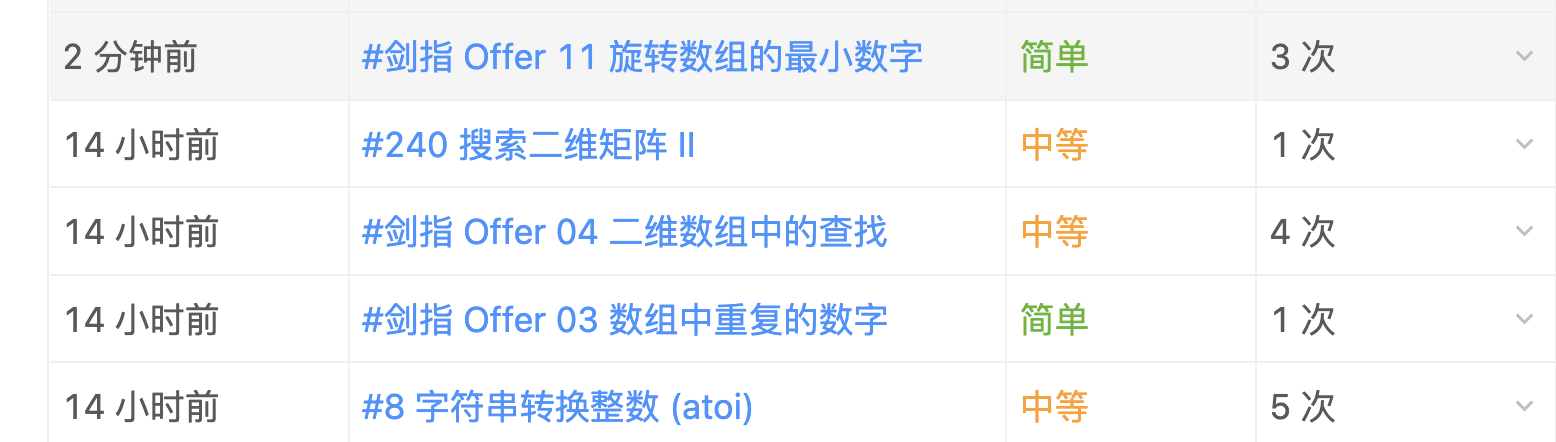 2 分钟前 #剑指 Offer 11 旋转数组的最小数字 简单 3 次
14 小时前 #240 搜索二维矩阵 II 中等 1 次
14 小时前 #剑指 Offer 04 二维数组中的查找 中等 4 次
14 小时前 #剑指 Offer 03 数组中重复的数字 简单 1 次
14 小时前 #8 字符串转换整数 (atoi) 中等 5 次